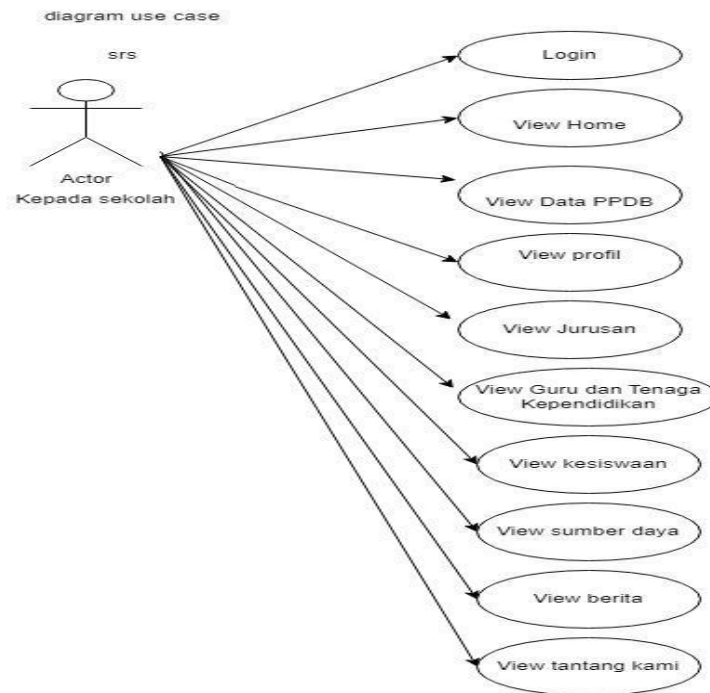 diagram use case
srs
Actor
Kepada sekolah
Login
View Home
View Data PPDB
View profil
View Jurusan
View Guru dan Tenaga
Kependidikan
View kesiswaan
View sumber daya
View berita
View tantang kami